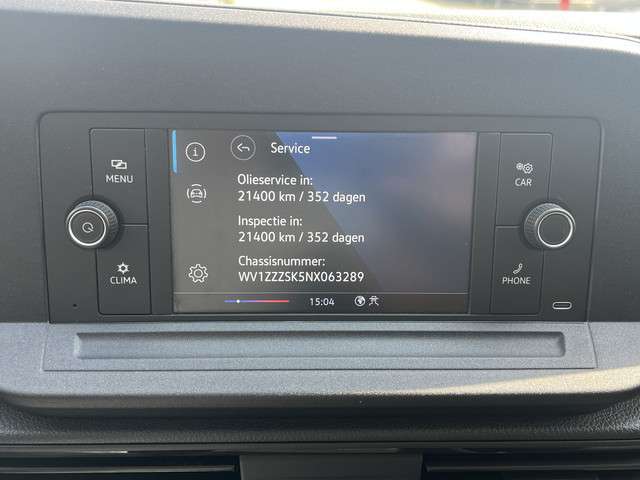 MENU
CLIMA
Service
Olieservice in:
21400 km / 352 dagen
Inspectie in:
21400 km / 352 dagen
Chassisnummer:
WV1ZZZSK5NX063289
15:04
CAR
PHONE